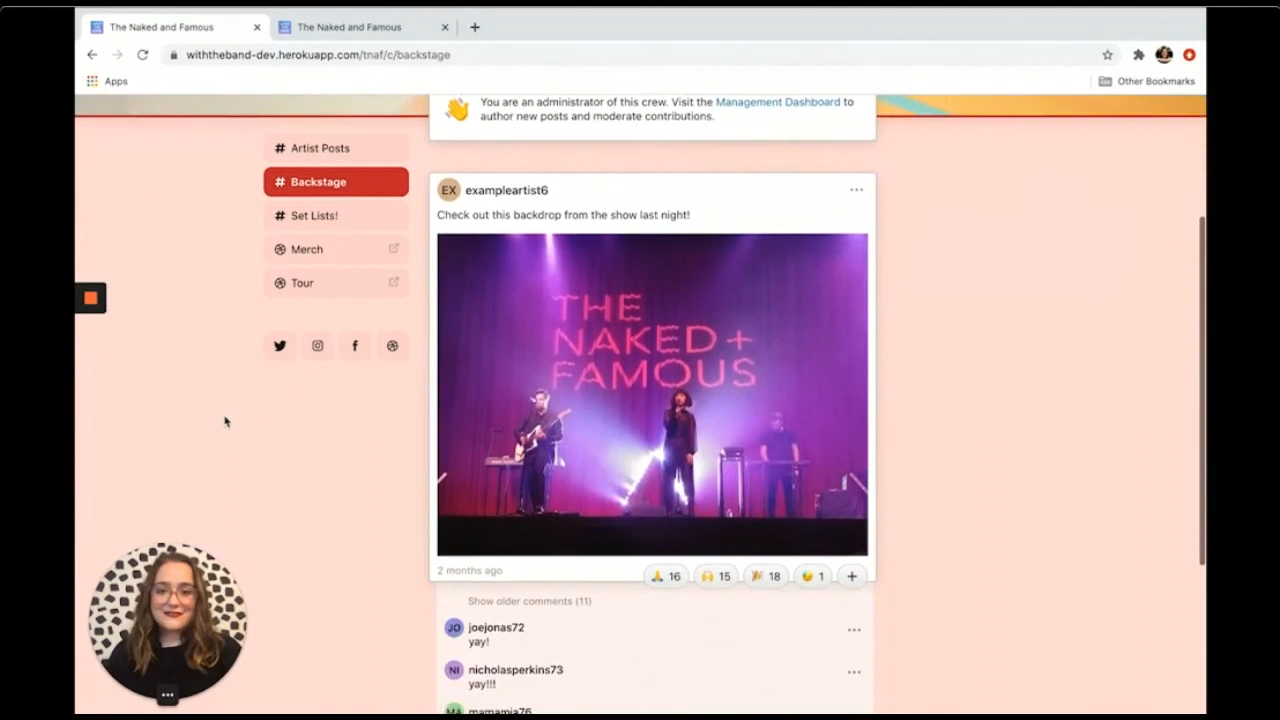 The Naked and Famous
The Naked and Famous
withtheband-dev.herokuapp.com/tnaf/c/backstage
Apps
Other Bookmarks
You are an administrator of this crew. Visit the Management Dashboard to
author new posts and moderate contributions.
# Artist Posts
# Backstage
# Set Lists!
Merch
Tour
EX exampleartist6
Check out this backdrop from the show last night!
THE
NAKED +
FAMOUS
2 months ago
16
15
18
1
Show older comments (11)
JO joejonas72
yay!
NI nicholasperkins73
yay!!!
MA mamamia76